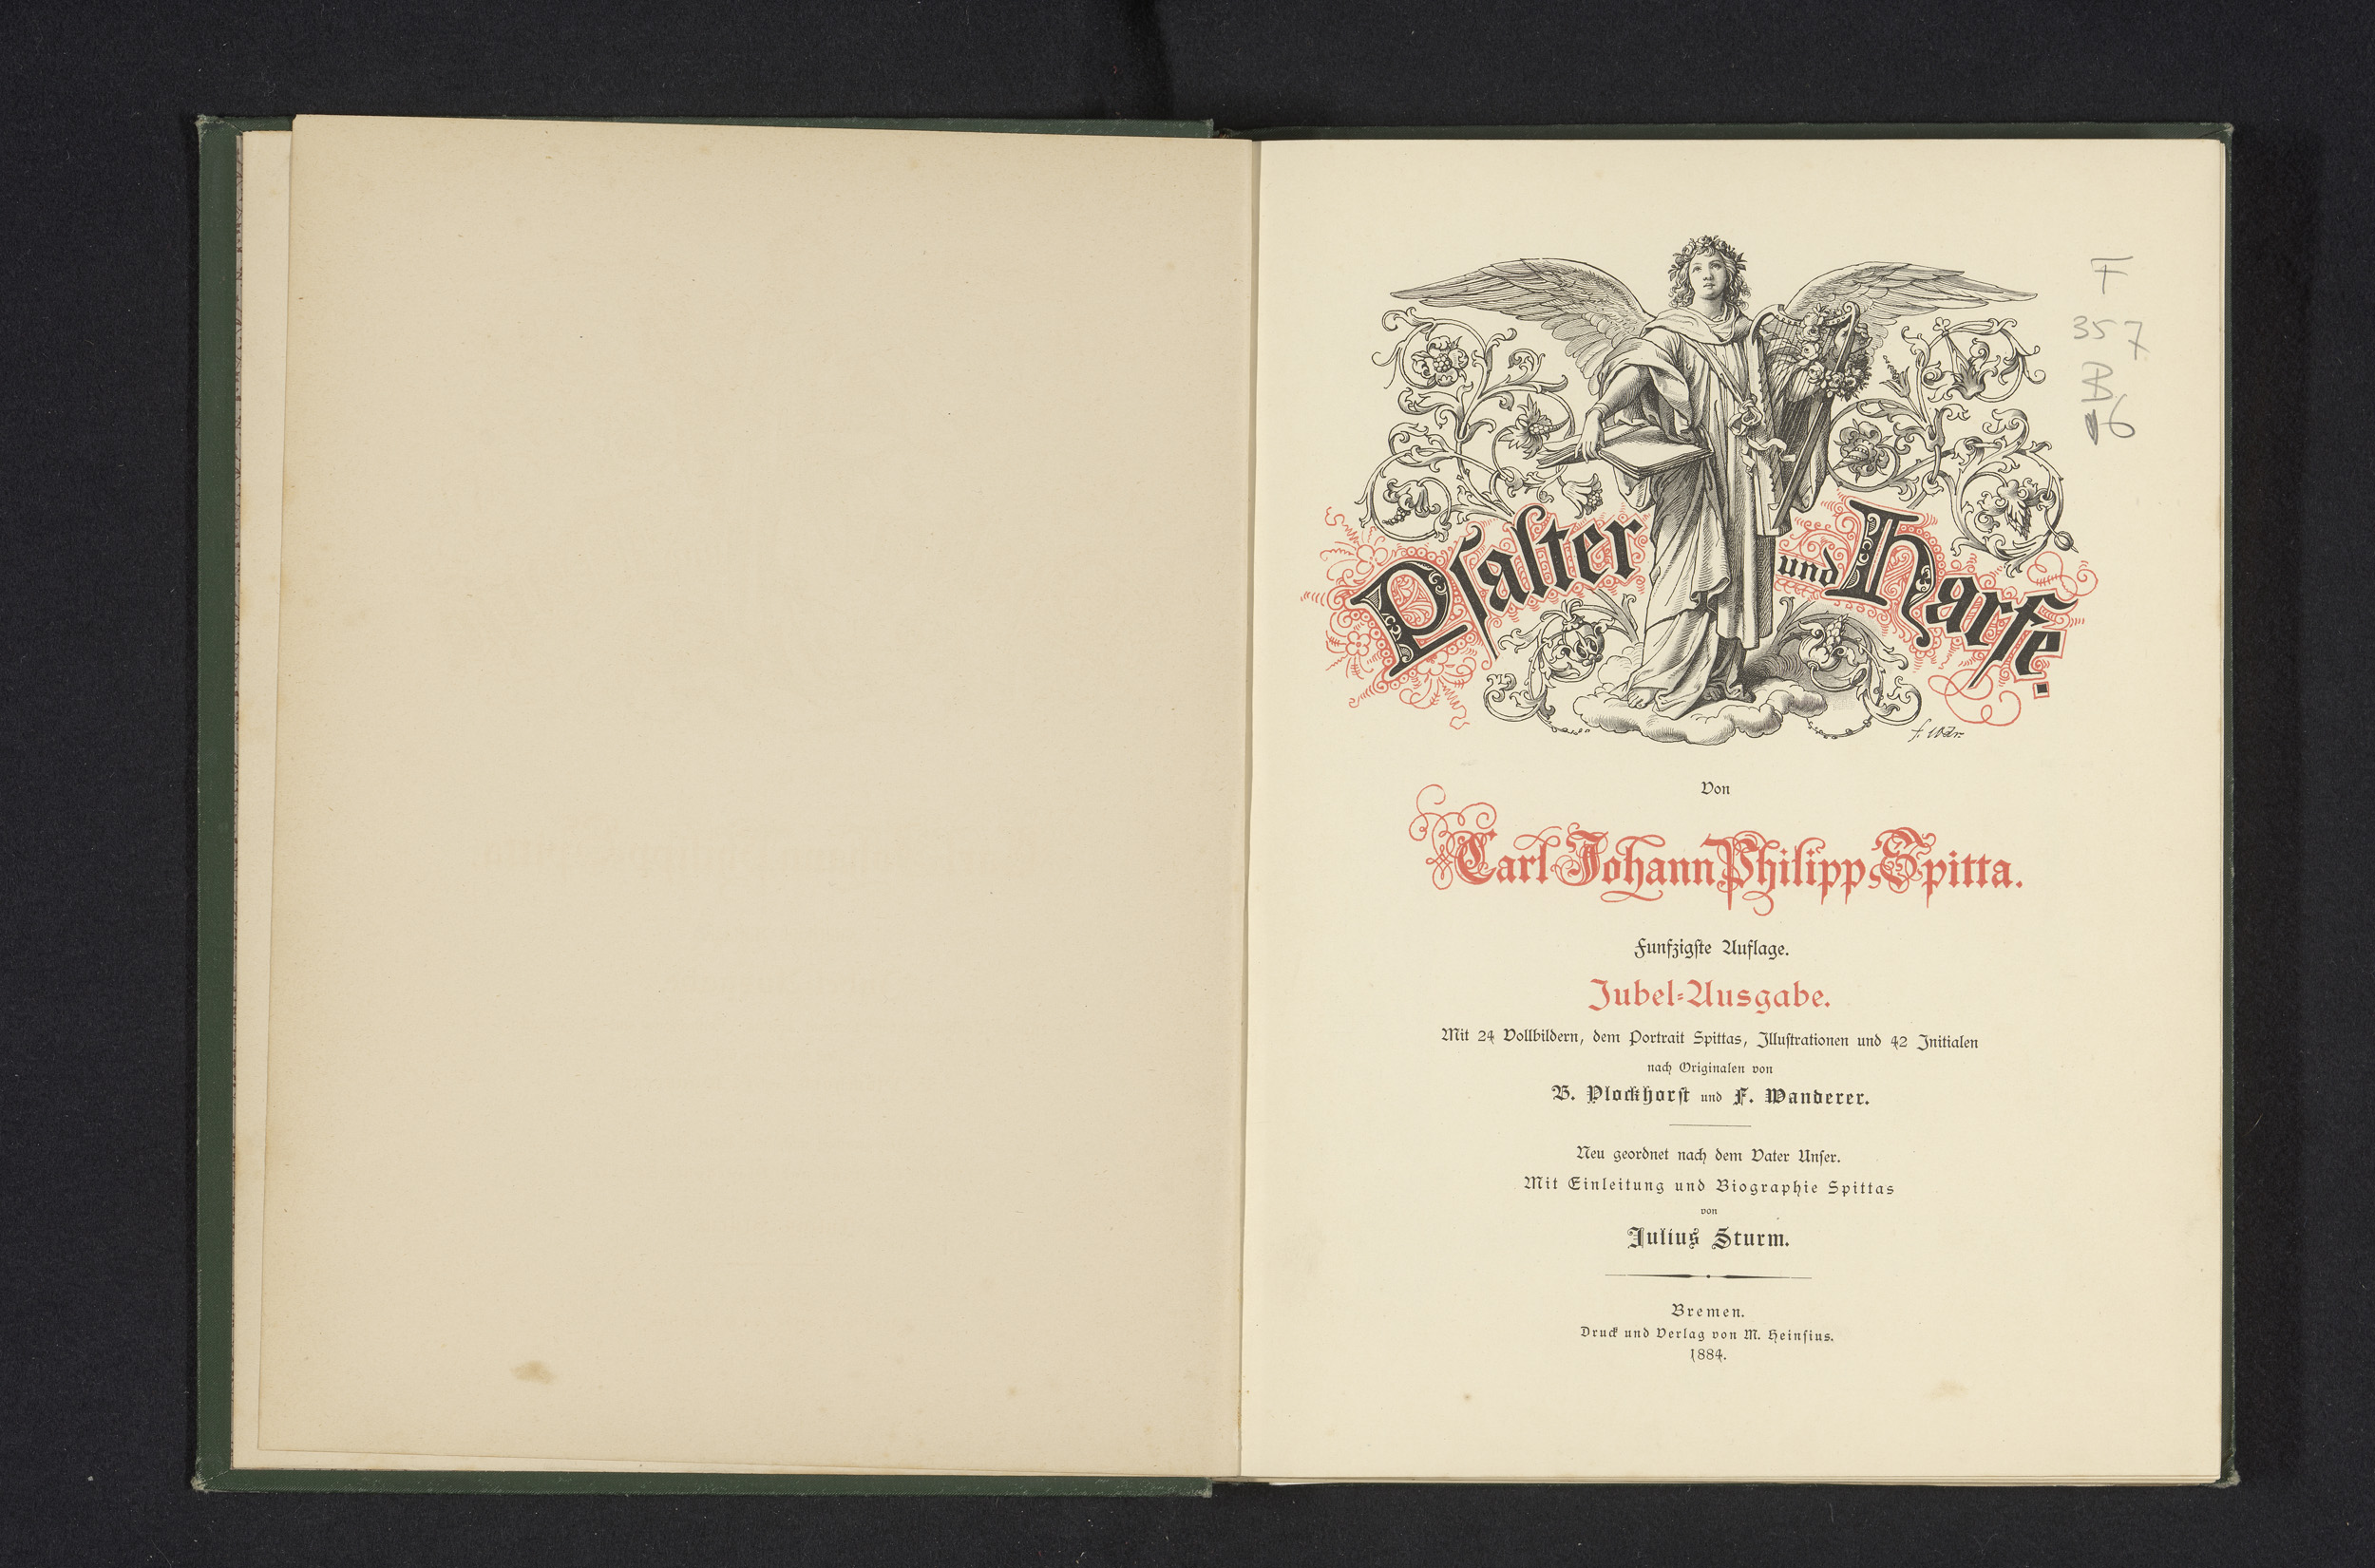 F
357
B
16
Psalter und Harfe.
Von
Carl Johann Philipp Spitta.
Funfzigſte Auflage.
Jubel-Ausgabe.
Mit 24 Vollbildern, dem Portrait Spittas, Illuſtrationen und 42 Initialen
nach Originalen von
B. Plockhorſt und F. Wanderer.
Neu geordnet nach dem Vater Unſer.
Mit Einleitung und Biographie Spittas
von
Julius Sturm.
Bremen.
Druck und Verlag von M. Heinſius.
1884.